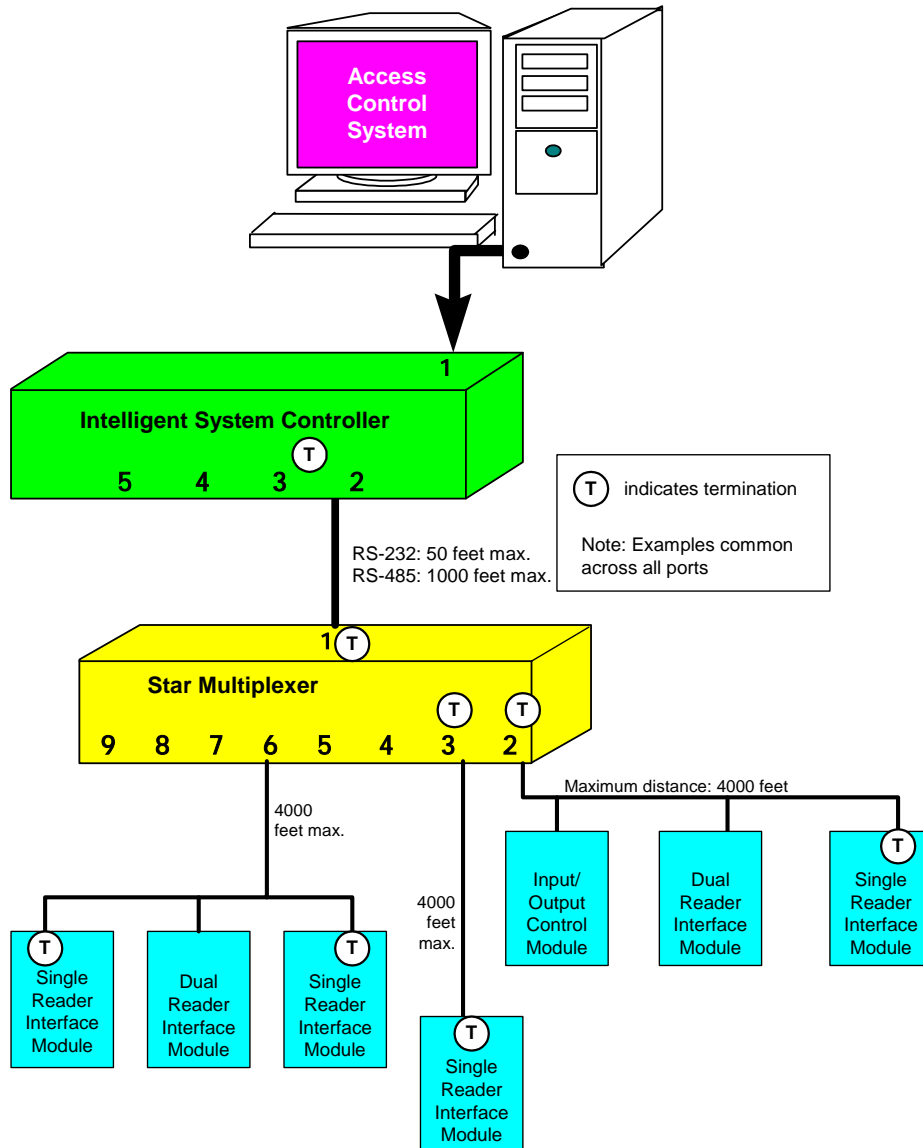 Access
Control
System
1
Intelligent System Controller
T
5 4 3 2
T indicates termination
Note: Examples common
across all ports
RS-232: 50 feet max.
RS-485: 1000 feet max.
1 T
Star Multiplexer
T T
9 8 7 6 5 4 3 2
Maximum distance: 4000 feet
4000
feet max.
T
Input/
Output
Control
Module
Dual
Reader
Interface
Module
Single
Reader
Interface
Module
4000
feet
max.
T
Single
Reader
Interface
Module
Dual
Reader
Interface
Module
T
Single
Reader
Interface
Module
T
Single
Reader
Interface
Module